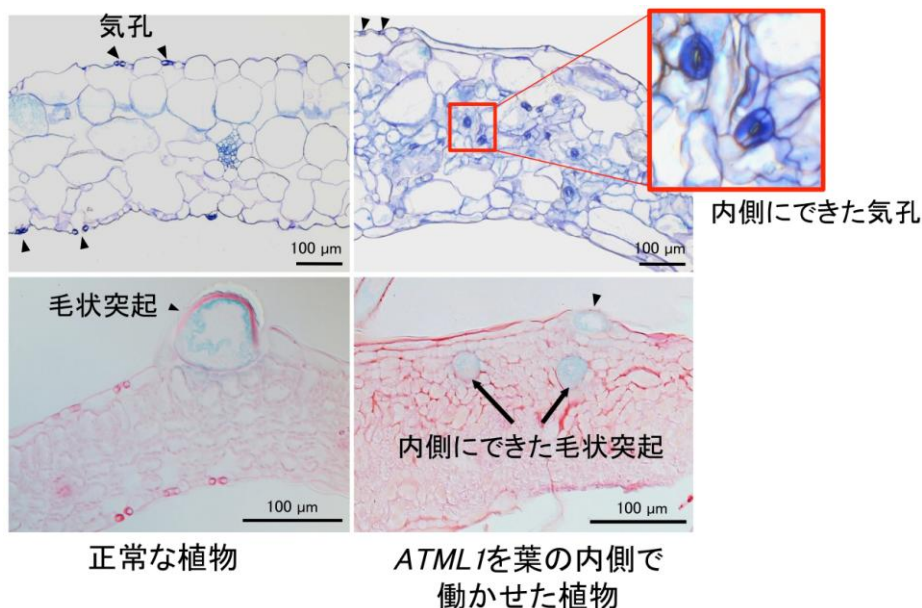 気孔
100 μm
100 μm
内側にできた気孔
毛状突起
内側にできた毛状突起
100 μm
100 μm
正常な植物
ATML1を葉の内側で
働かせた植物